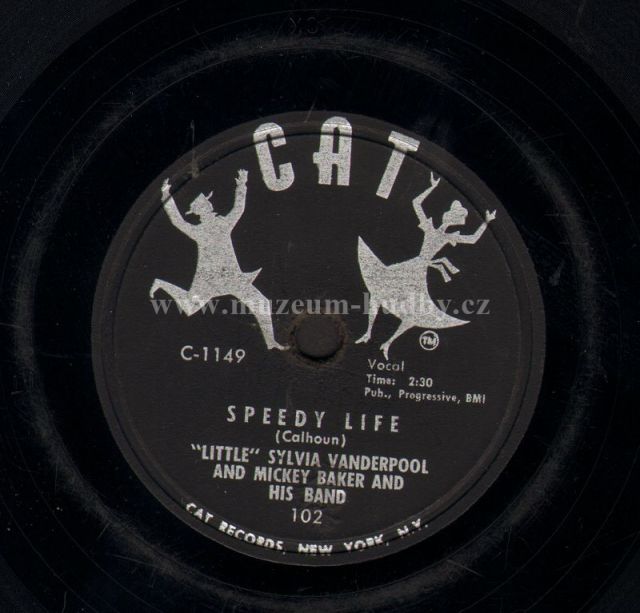 CAT
www.muzeum-hudby.cz
TM
C-1149
Vocal
Time: 2:30
Pub., Progressive, BMI
SPEEDY LIFE
(Calhoun)
"LITTLE" SYLVIA VANDERPOOL
AND MICKEY BAKER AND
HIS BAND
102
CAT RECORDS, NEW YORK, N.Y.